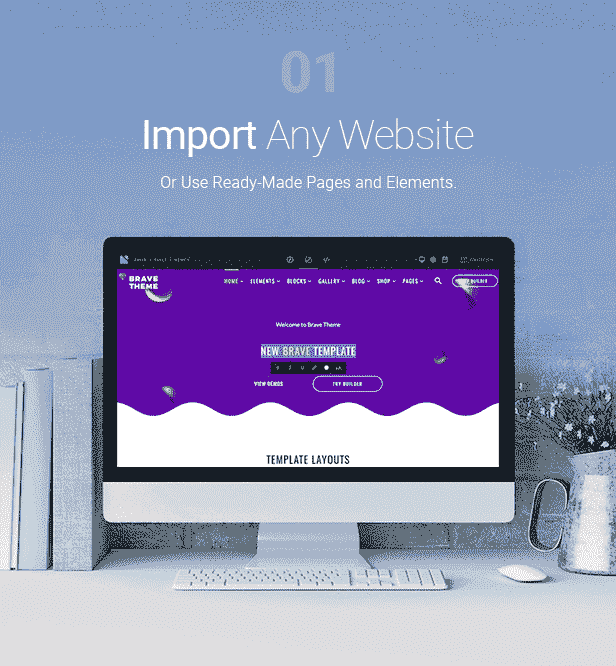 01
Import Any Website
Or Use Ready-Made Pages and Elements.
BRAVE
THEME
HOME ELEMENTS BLOCKS GALLERY BLOG SHOP PAGES
Welcome to Brave Theme
NEW BRAVE TEMPLATE
VIEW DEMOS TRY BUILDER
TEMPLATE LAYOUTS